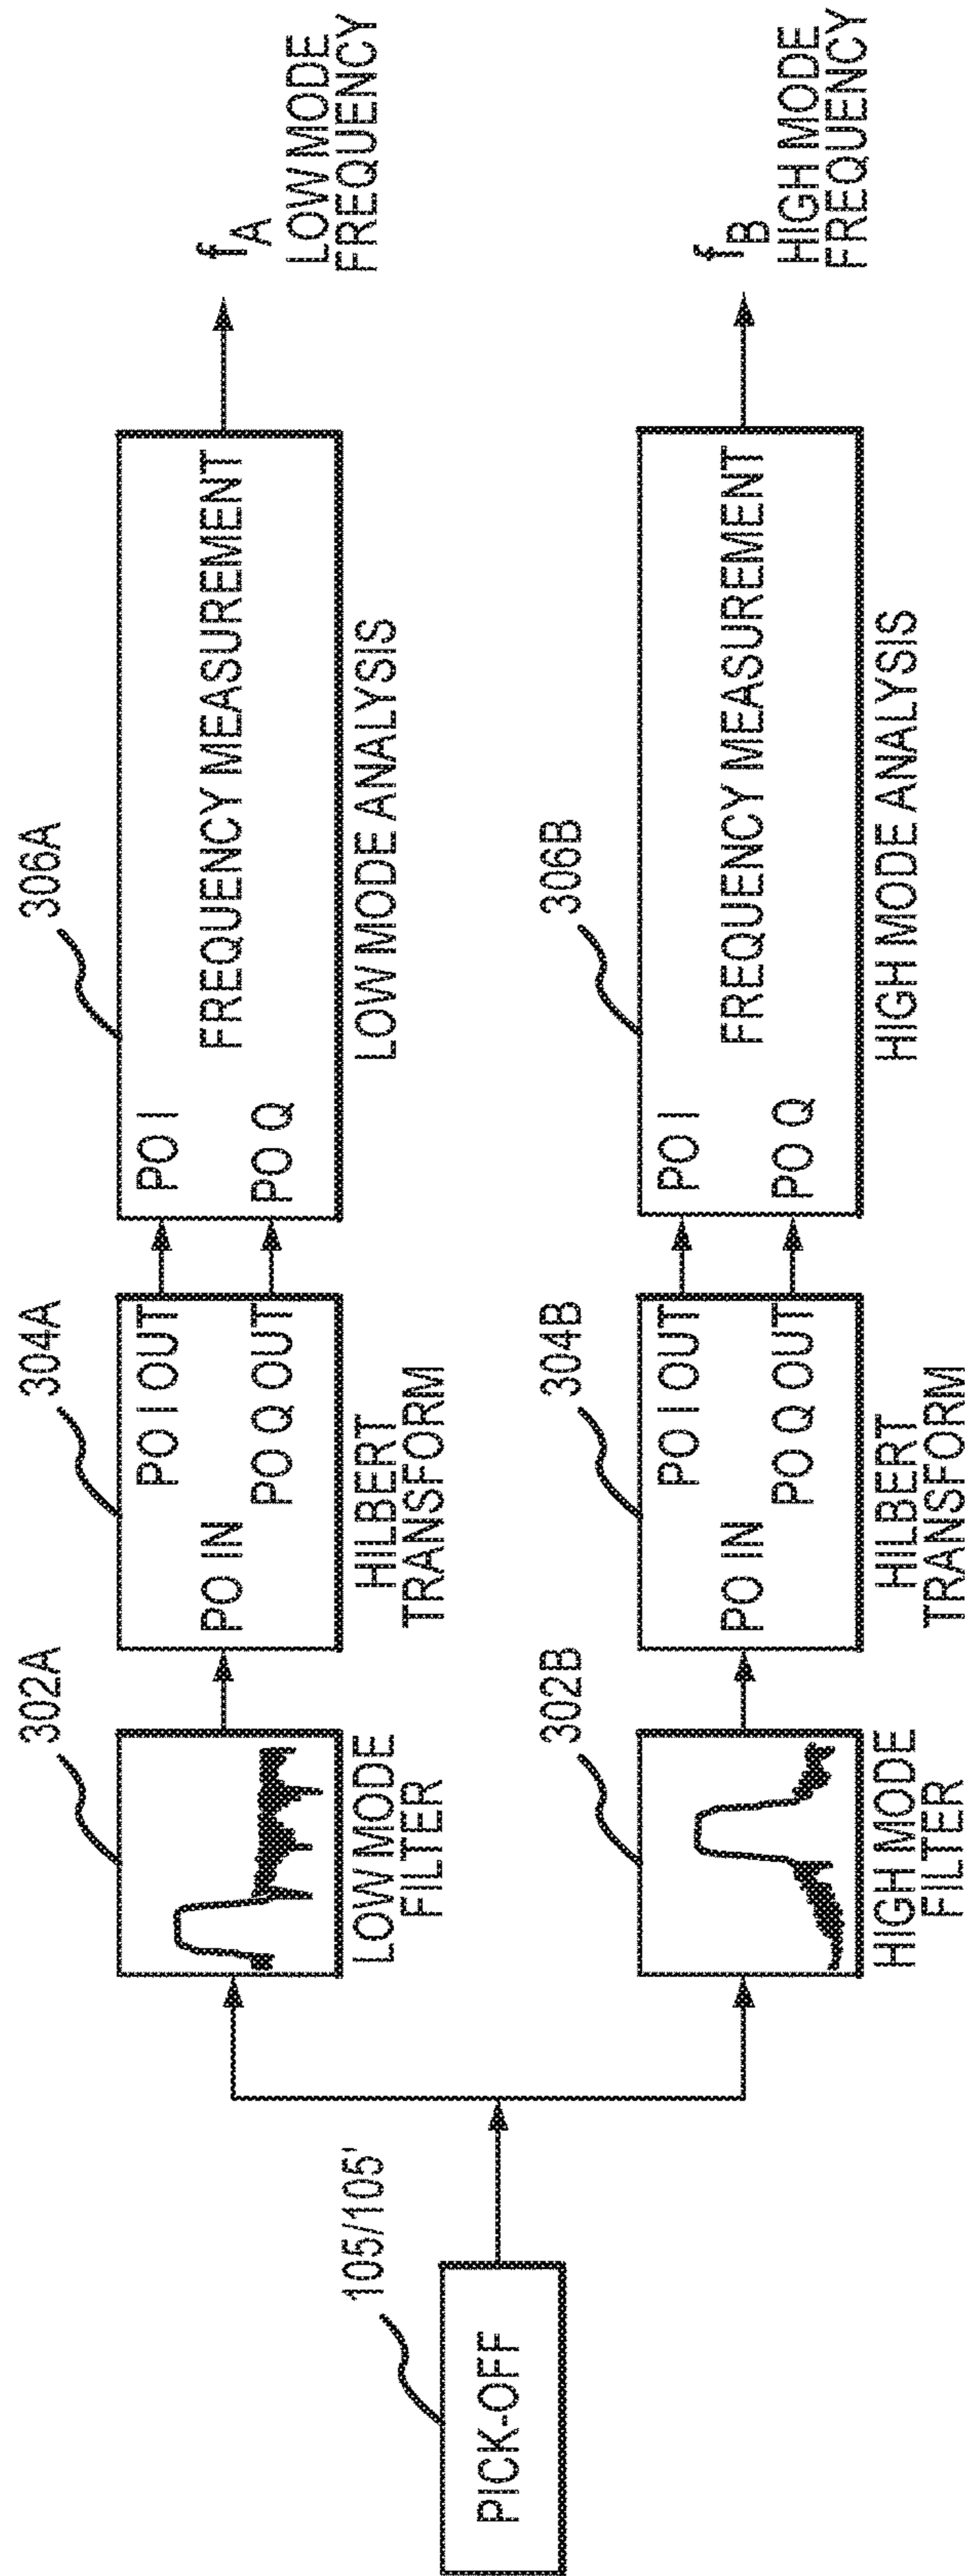 105/105'
PICK-OFF
302A
LOW MODE
FILTER
304A
PO IN
PO I OUT
PO Q OUT
HILBERT
TRANSFORM
306A
PO I
PO Q
FREQUENCY MEASUREMENT
LOW MODE ANALYSIS
fA
LOW MODE
FREQUENCY
302B
HIGH MODE
FILTER
304B
PO IN
PO I OUT
PO Q OUT
HILBERT
TRANSFORM
306B
PO I
PO Q
FREQUENCY MEASUREMENT
HIGH MODE ANALYSIS
fB
HIGH MODE
FREQUENCY